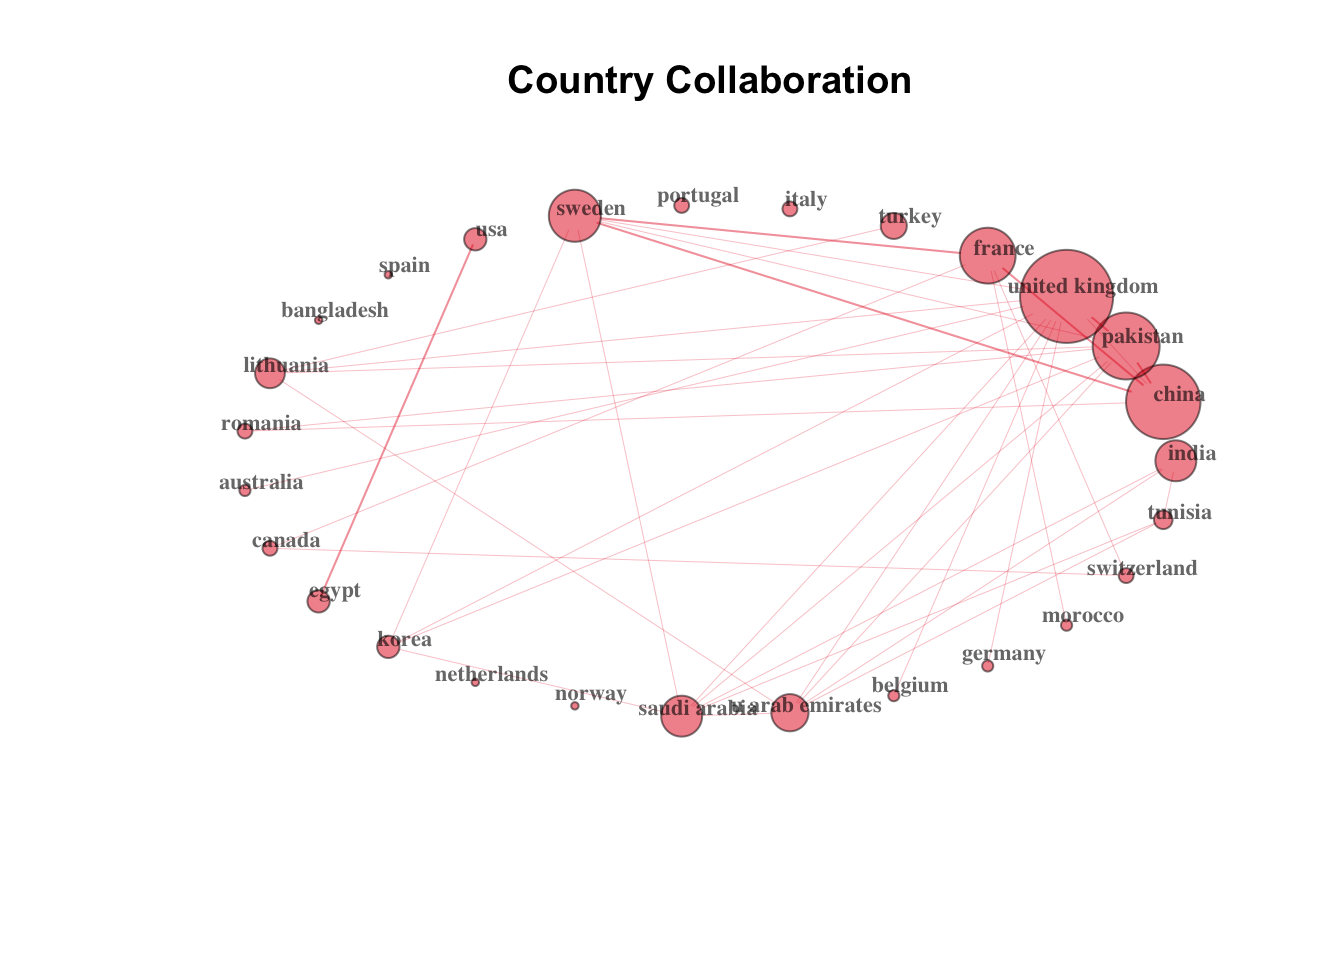 Country Collaboration
portugal
italy
sweden
turkey
usa
france
spain
united kingdom
bangladesh
pakistan
lithuania
china
romania
india
australia
tunisia
canada
switzerland
egypt
morocco
korea
germany
netherlands
belgium
norway
saudi arabia
u arab emirates